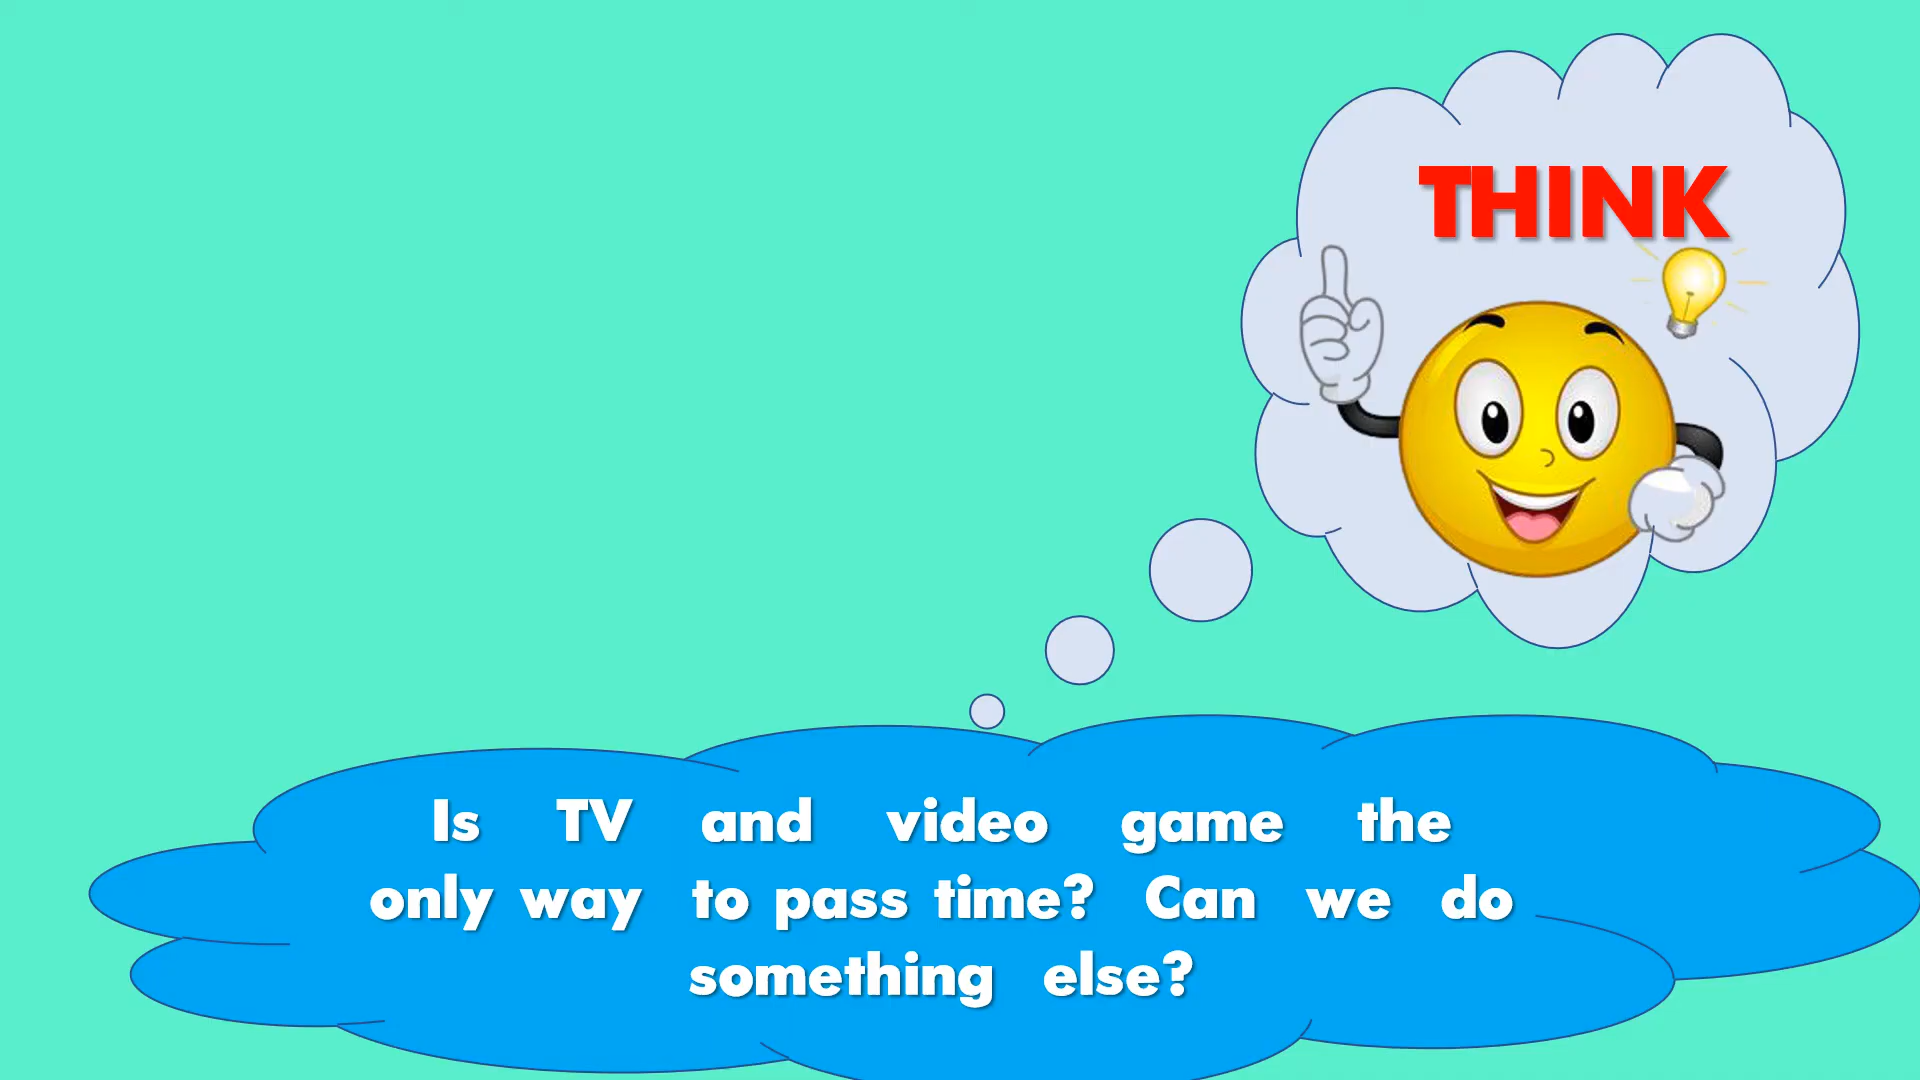 THINK
Is TV and video game the
only way to pass time? Can we do
something else?